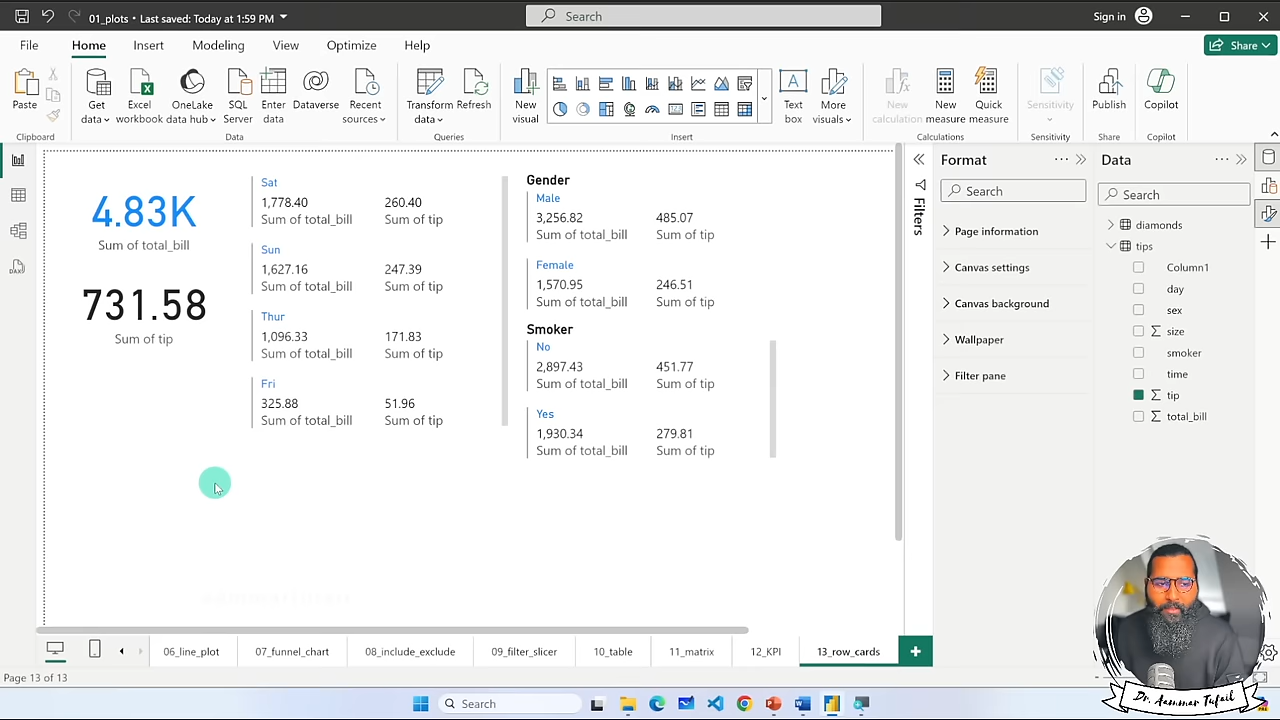 01_plots • Last saved: Today at 1:59 PM
Search
Sign in
File
Home
Insert
Modeling
View
Optimize
Help
Share
Paste
Get data
Excel workbook
OneLake data hub
SQL Server
Enter data
Dataverse
Recent sources
Transform data
Refresh
New visual
Text box
More visuals
New calculation
New measure
Quick measure
Sensitivity
Publish
Copilot
Clipboard
Data
Queries
Insert
Calculations
Sensitivity
Share
Copilot
4.83K
Sum of total_bill
731.58
Sum of tip
Sat
1,778.40 260.40
Sum of total_bill Sum of tip
Sun
1,627.16 247.39
Sum of total_bill Sum of tip
Thur
1,096.33 171.83
Sum of total_bill Sum of tip
Fri
325.88 51.96
Sum of total_bill Sum of tip
Gender
Male
3,256.82 485.07
Sum of total_bill Sum of tip
Female
1,570.95 246.51
Sum of total_bill Sum of tip
Smoker
No
2,897.43 451.77
Sum of total_bill Sum of tip
Yes
1,930.34 279.81
Sum of total_bill Sum of tip
Filters
Format
Search
Page information
Canvas settings
Canvas background
Wallpaper
Filter pane
Data
Search
diamonds
tips
Column1
day
sex
size
smoker
time
tip
total_bill
06_line_plot
07_funnel_chart
08_include_exclude
09_filter_slicer
10_table
11_matrix
12_KPI
13_row_cards
Page 13 of 13
Search
Dr. Aammar Tufail